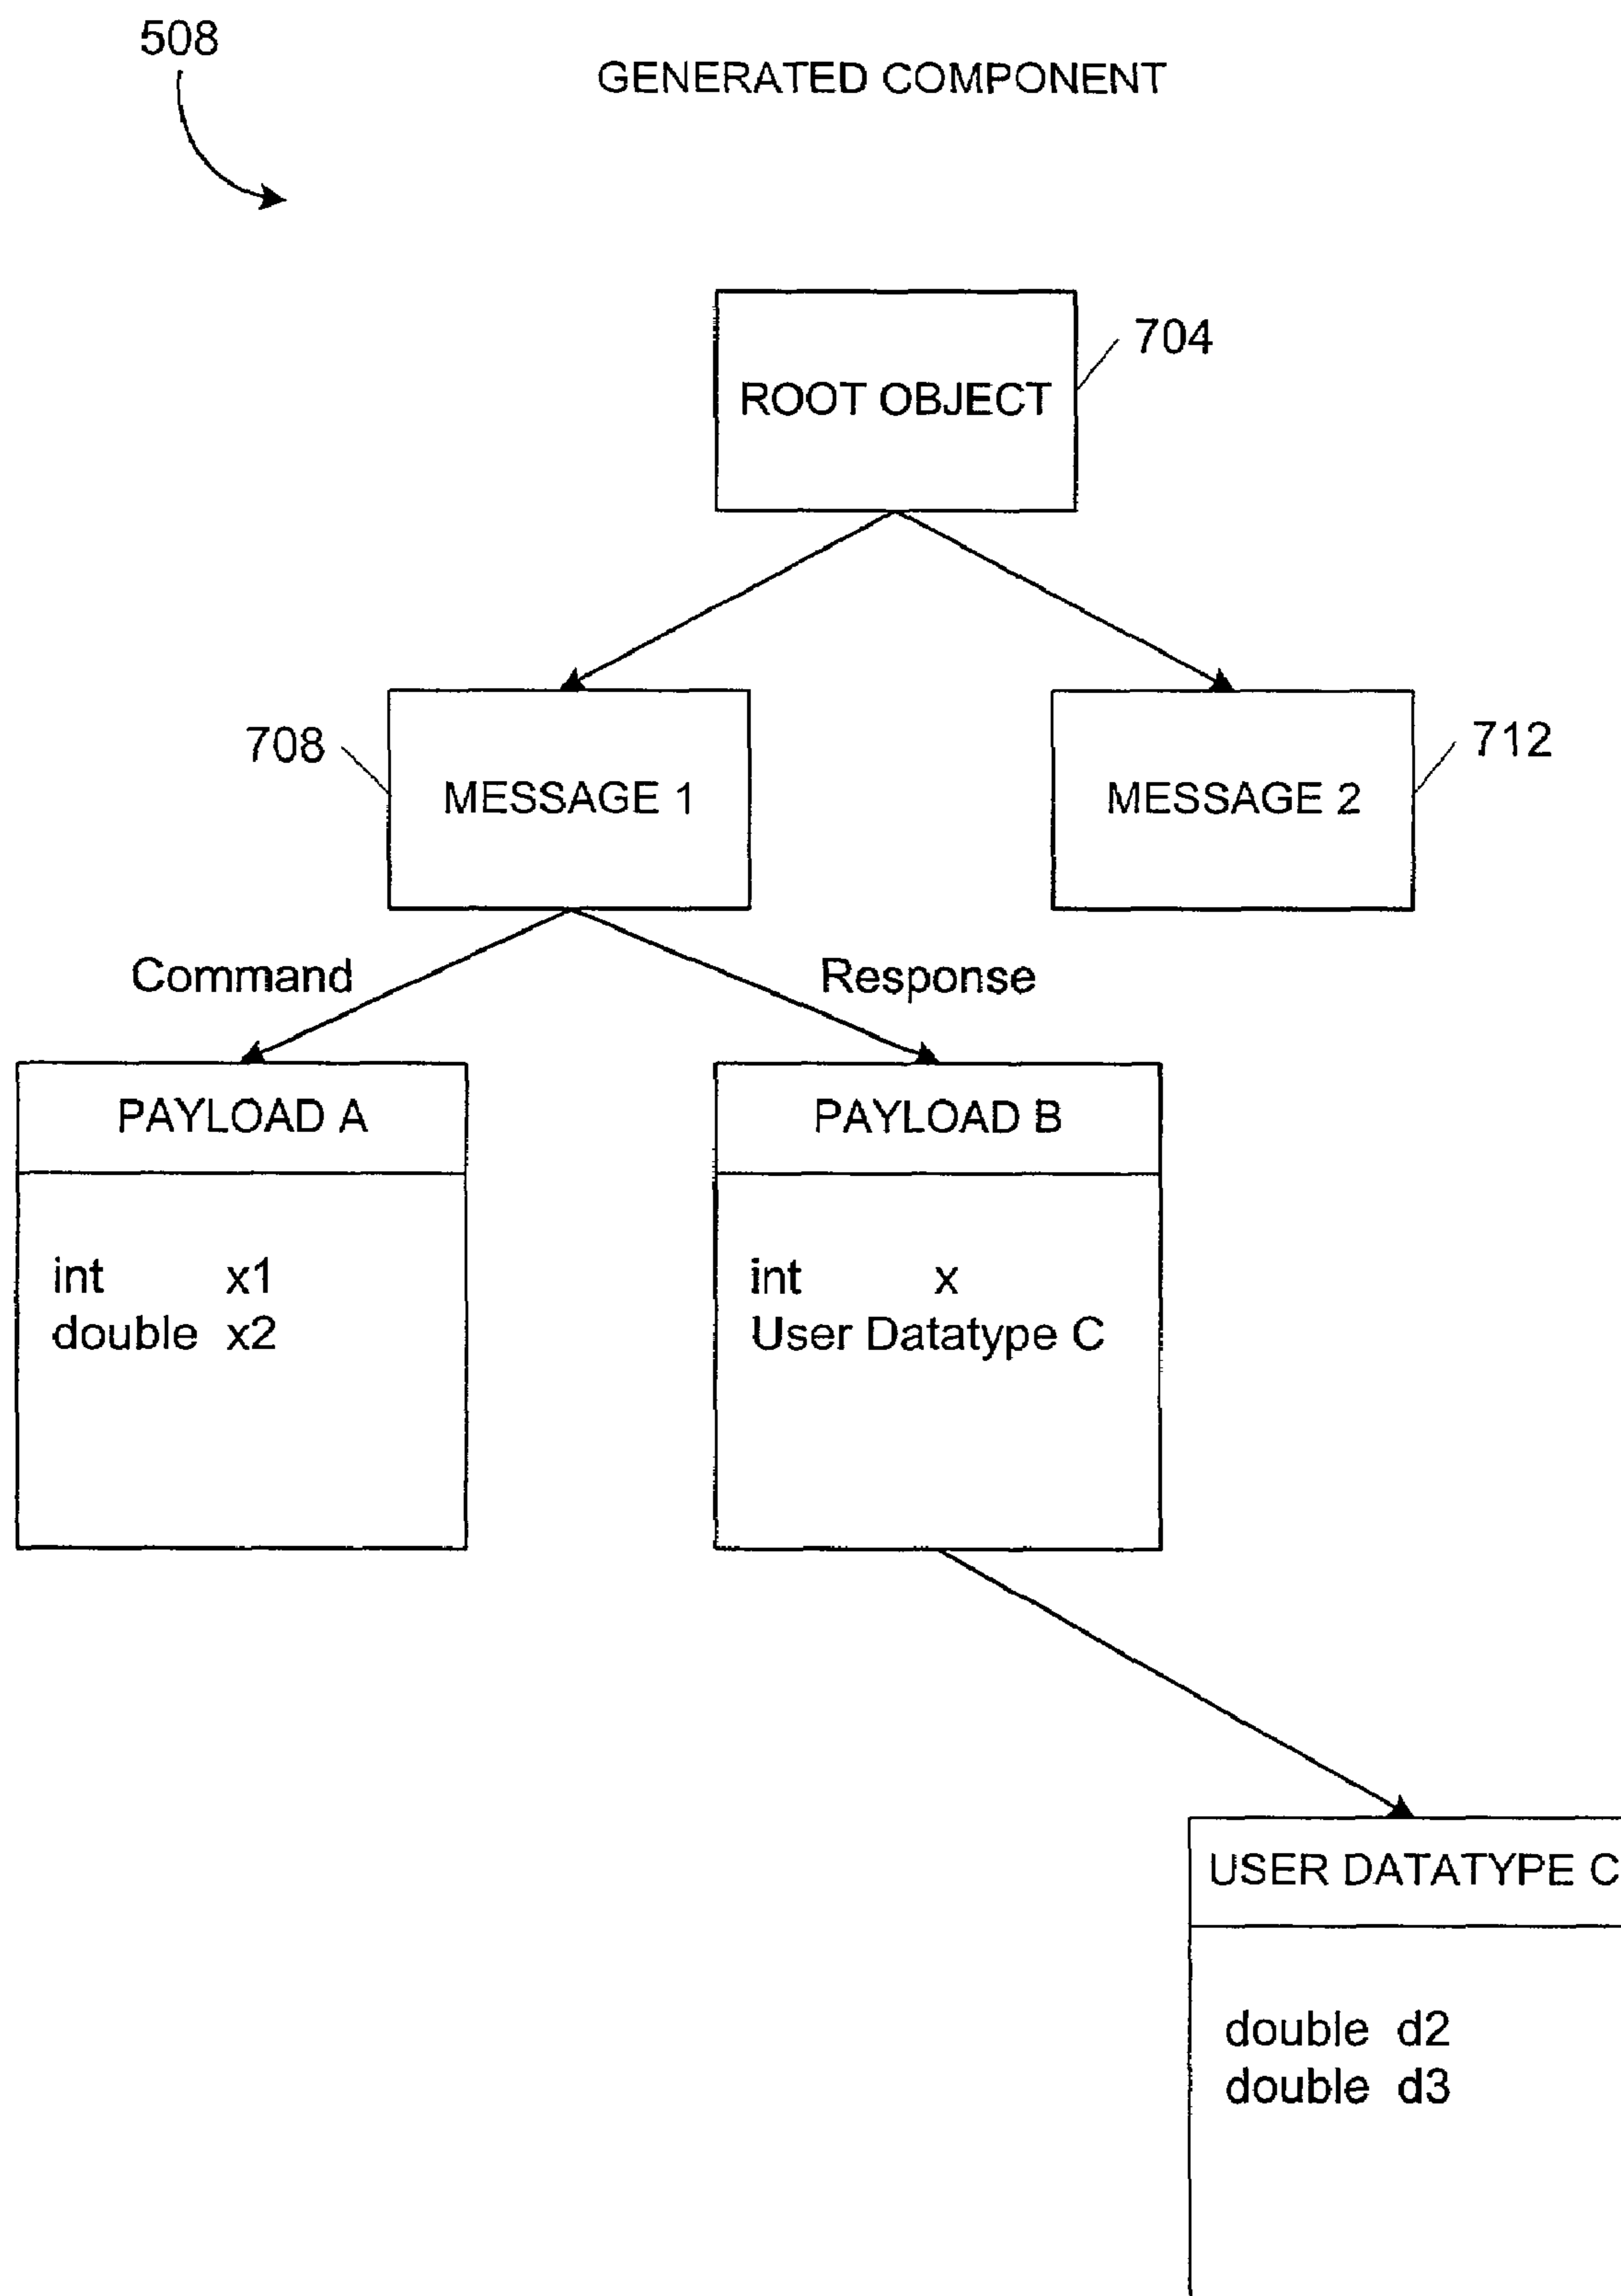 508
GENERATED COMPONENT
704
ROOT OBJECT
708
MESSAGE 1
712
MESSAGE 2
Command
Response
PAYLOAD A
int x1
double x2
PAYLOAD B
int x
User Datatype C
USER DATATYPE C
double d2
double d3